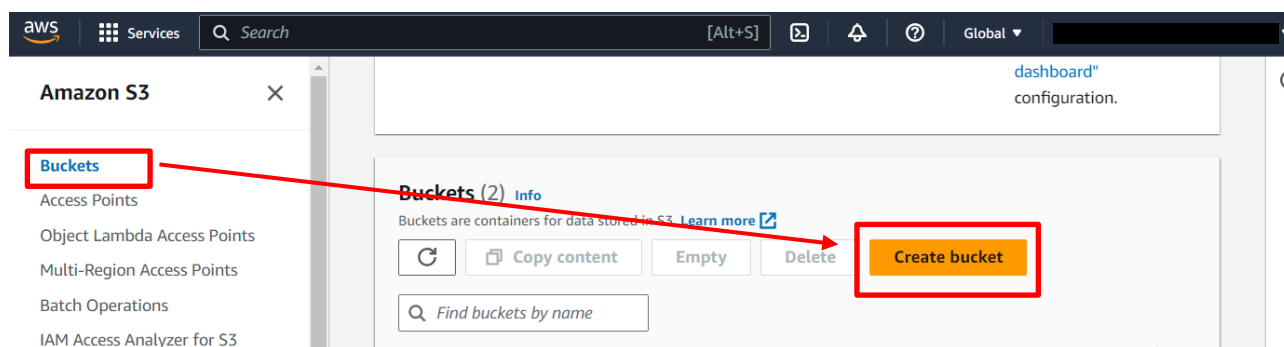 aws Services Search [Alt+S] Global
Amazon S3
Buckets
Access Points
Object Lambda Access Points
Multi-Region Access Points
Batch Operations
IAM Access Analyzer for S3
dashboard"
configuration.
Buckets (2) Info
Buckets are containers for data stored in S3. Learn more
Copy content Empty Delete Create bucket
Find buckets by name